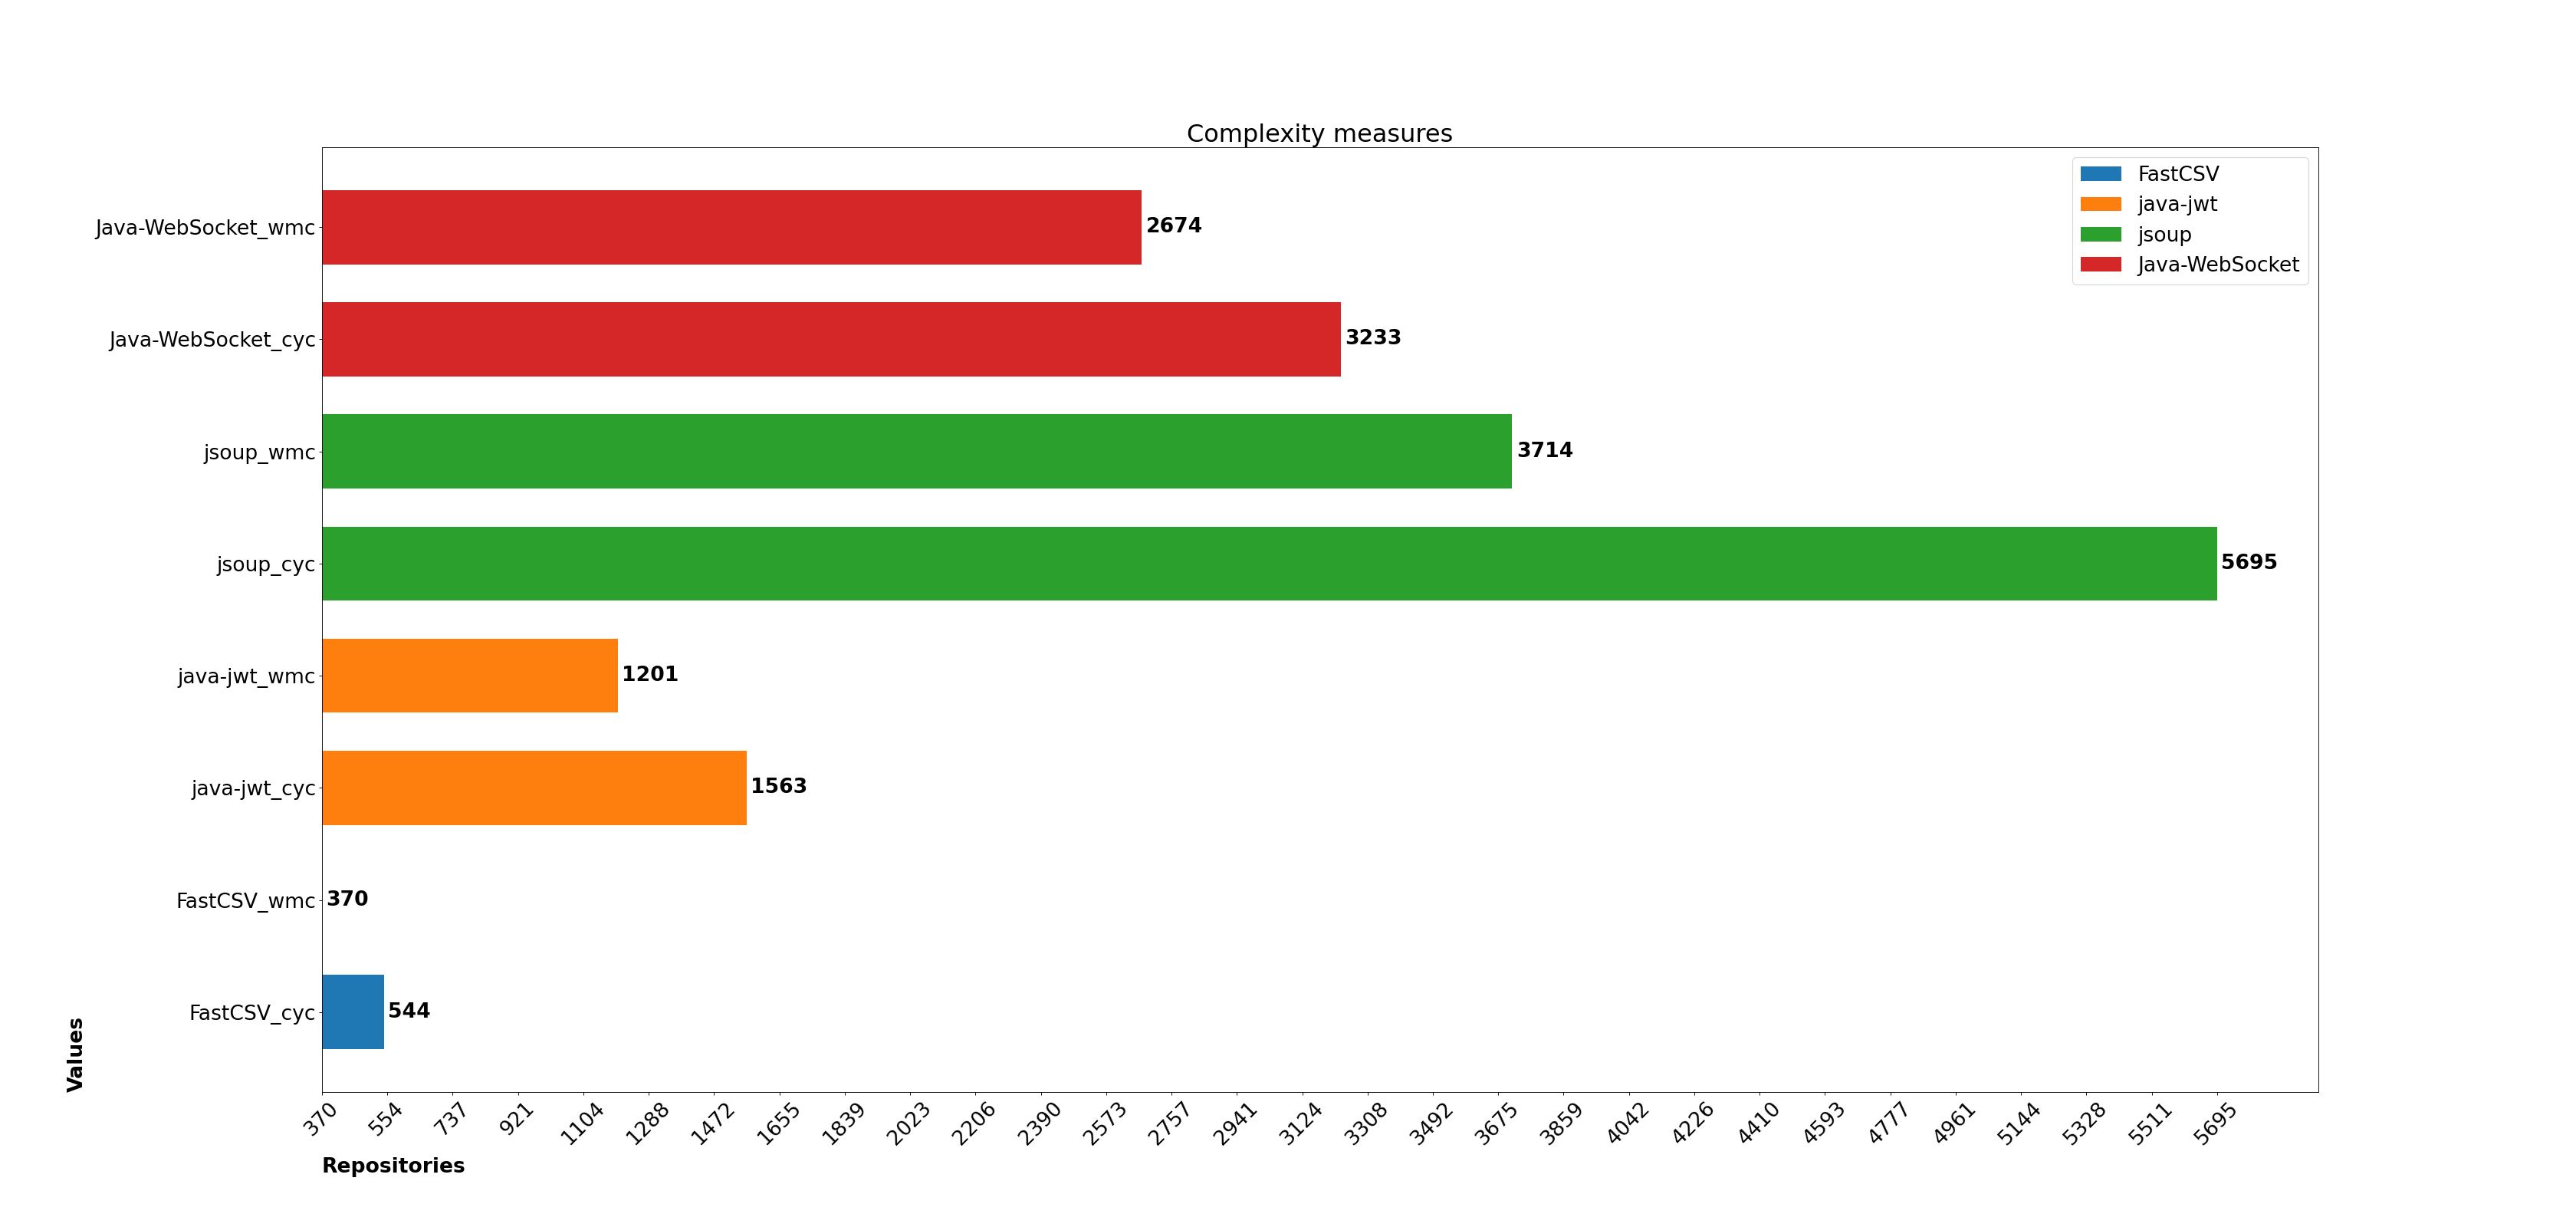 Complexity measures
FastCSV
java-jwt
jsoup
Java-WebSocket
Java-WebSocket_wmc 2674
Java-WebSocket_cyc 3233
jsoup_wmc 3714
jsoup_cyc 5695
java-jwt_wmc 1201
java-jwt_cyc 1563
FastCSV_wmc 370
FastCSV_cyc 544
Values
370 554 737 921 1104 1288 1472 1655 1839 2023 2206 2390 2573 2757 2941 3124 3308 3492 3675 3859 4042 4226 4410 4593 4777 4961 5144 5328 5511 5695
Repositories